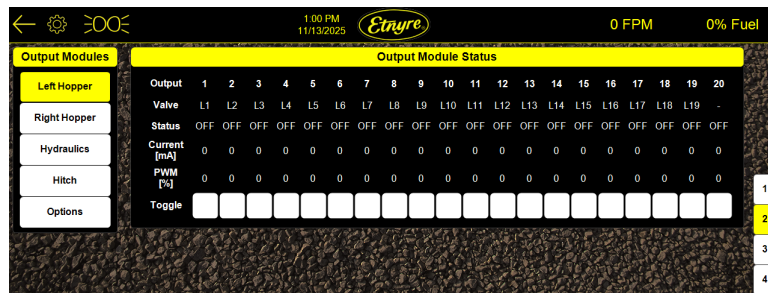 1:00 PM
11/13/2025
Etnyre
0 FPM
0% Fuel
Output Modules
Left Hopper
Right Hopper
Hydraulics
Hitch
Options
Output Module Status
Output 1 2 3 4 5 6 7 8 9 10 11 12 13 14 15 16 17 18 19 20
Valve L1 L2 L3 L4 L5 L6 L7 L8 L9 L10 L11 L12 L13 L14 L15 L16 L17 L18 L19 -
Status OFF OFF OFF OFF OFF OFF OFF OFF OFF OFF OFF OFF OFF OFF OFF OFF OFF OFF OFF OFF
Current
[mA] 0 0 0 0 0 0 0 0 0 0 0 0 0 0 0 0 0 0 0 0
PWM
[%] 0 0 0 0 0 0 0 0 0 0 0 0 0 0 0 0 0 0 0 0
Toggle
1
2
3
4